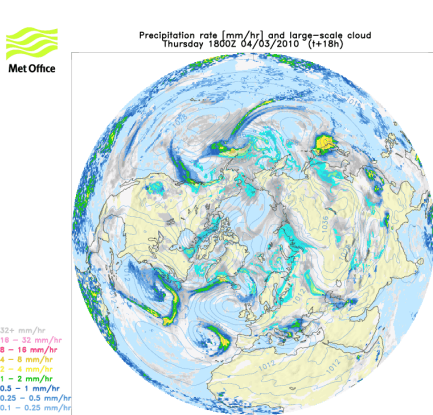 Precipitation rate [mm/hr] and large-scale cloud
Thursday 1800Z 04/03/2010 (t+18h)
Met Office
32+ mm/hr
16 - 32 mm/hr
8 - 16 mm/hr
4 - 8 mm/hr
2 - 4 mm/hr
1 - 2 mm/hr
0.5 - 1 mm/hr
0.25 - 0.5 mm/hr
0.1 - 0.25 mm/hr
1012